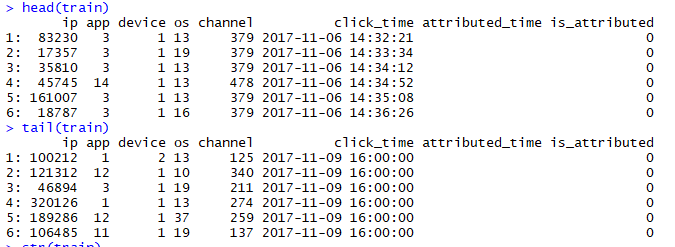 > head(train)
ip app device os channel click_time attributed_time is_attributed
1: 83230 3 1 13 379 2017-11-06 14:32:21 0
2: 17357 3 1 19 379 2017-11-06 14:33:34 0
3: 35810 3 1 13 379 2017-11-06 14:34:12 0
4: 45745 14 1 13 478 2017-11-06 14:34:52 0
5: 161007 3 1 13 379 2017-11-06 14:35:08 0
6: 18787 3 1 16 379 2017-11-06 14:36:26 0
> tail(train)
ip app device os channel click_time attributed_time is_attributed
1: 100212 1 2 13 125 2017-11-09 16:00:00 0
2: 121312 12 1 10 340 2017-11-09 16:00:00 0
3: 46894 3 1 19 211 2017-11-09 16:00:00 0
4: 320126 1 1 13 274 2017-11-09 16:00:00 0
5: 189286 12 1 37 259 2017-11-09 16:00:00 0
6: 106485 11 1 19 137 2017-11-09 16:00:00 0